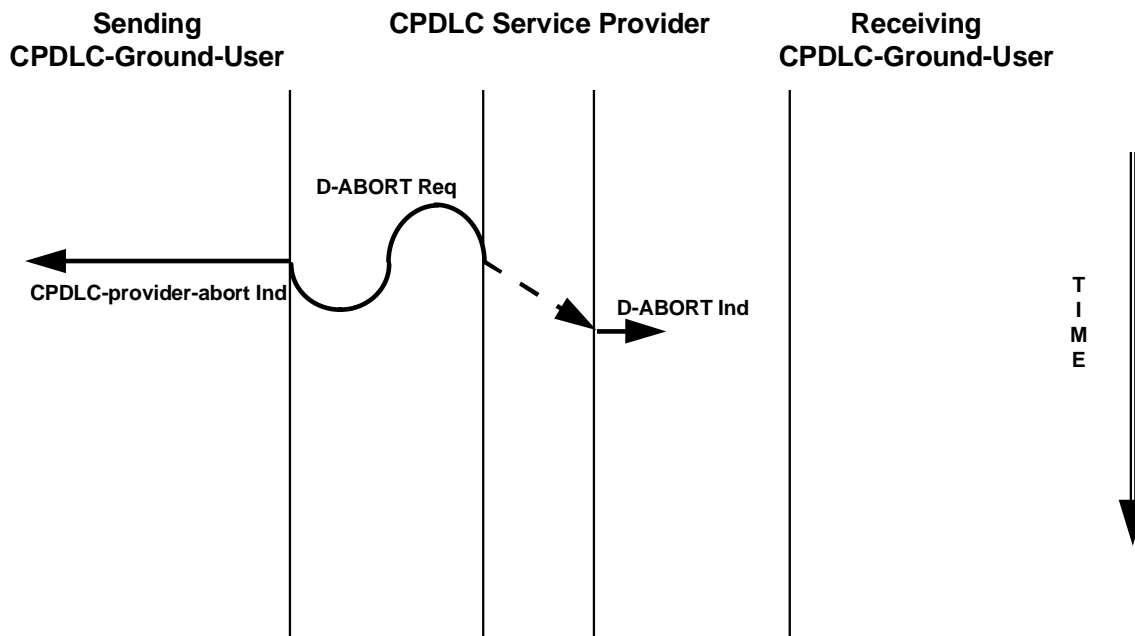 Sending
CPDLC-Ground-User
CPDLC Service Provider
Receiving
CPDLC-Ground-User
D-ABORT Req
CPDLC-provider-abort Ind
D-ABORT Ind
T
I
M
E